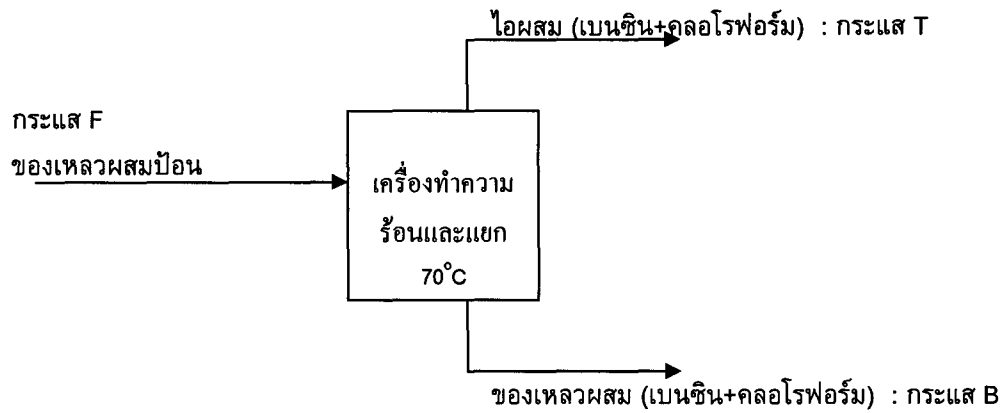 ไอผสม (เบนซิน+คลอโรฟอร์ม) : กระแส T
กระแส F
ของเหลวผสมป้อน
เครื่องทำความ
ร้อนและแยก
70°C
ของเหลวผสม (เบนซิน+คลอโรฟอร์ม) : กระแส B